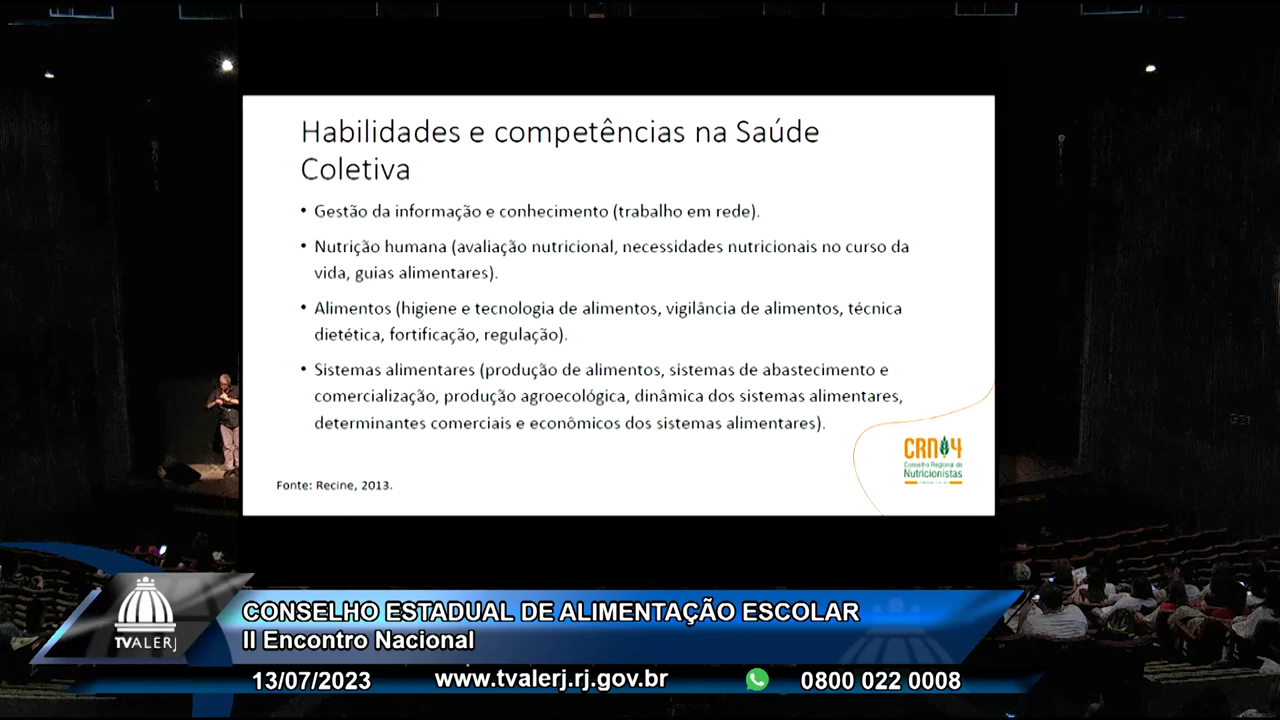 Habilidades e competências na Saúde
Coletiva
• Gestão da informação e conhecimento (trabalho em rede).
• Nutrição humana (avaliação nutricional, necessidades nutricionais no curso da
vida, guias alimentares).
• Alimentos (higiene e tecnologia de alimentos, vigilância de alimentos, técnica
dietética, fortificação, regulação).
• Sistemas alimentares (produção de alimentos, sistemas de abastecimento e
comercialização, produção agroecológica, dinâmica dos sistemas alimentares,
determinantes comerciais e econômicos dos sistemas alimentares).
CRN4
Conselho Regional de
Nutricionistas
Fonte: Recine, 2013.
TVALERJ
CONSELHO ESTADUAL DE ALIMENTAÇÃO ESCOLAR
II Encontro Nacional
13/07/2023 www.tvalerj.rj.gov.br 0800 022 0008